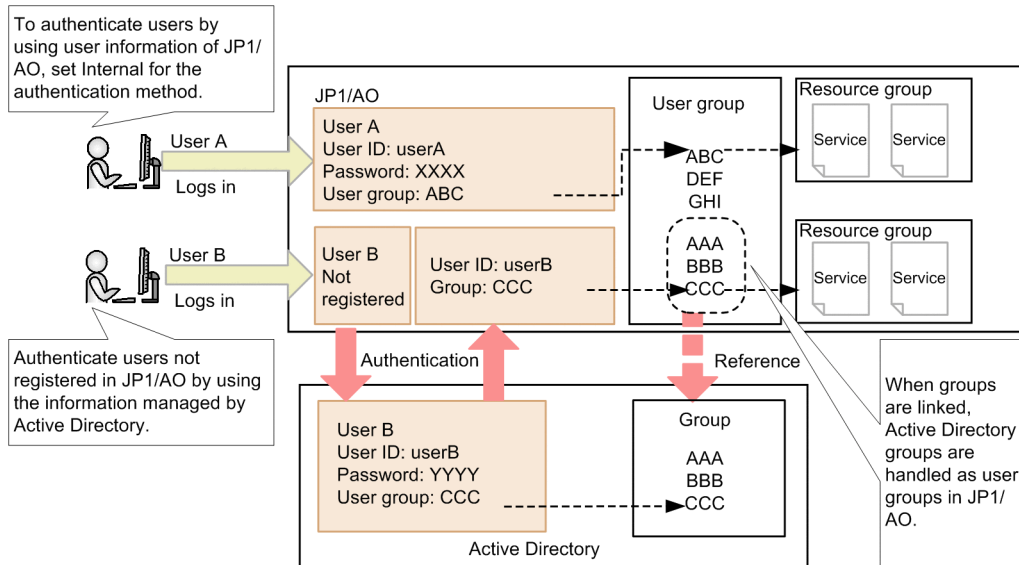 To authenticate users by
using user information of JP1/
AO, set Internal for the
authentication method.
User A
Logs in
JP1/AO
User A
User ID: userA
Password: XXXX
User group: ABC
User group
ABC
DEF
GHI
AAA
BBB
CCC
Resource group
Service
Service
User B
Logs in
User B
Not
registered
User ID: userB
Group: CCC
Resource group
Service
Service
Authenticate users not
registered in JP1/AO by using
the information managed by
Active Directory.
Authentication
Reference
When groups
are linked,
Active Directory
groups are
handled as user
groups in JP1/
AO.
User B
User ID: userB
Password: YYYY
User group: CCC
Group
AAA
BBB
CCC
Active Directory